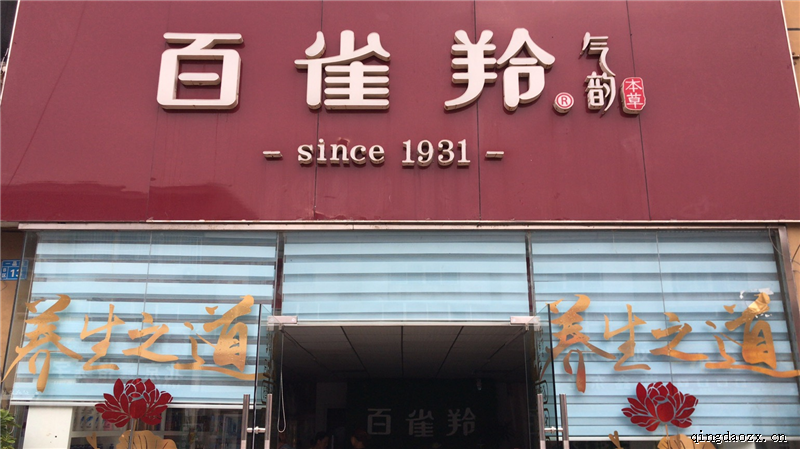 百雀羚® 气韵 本草
- since 1931 -
养生之道 养生之道
百雀羚
qingdaozx.cn